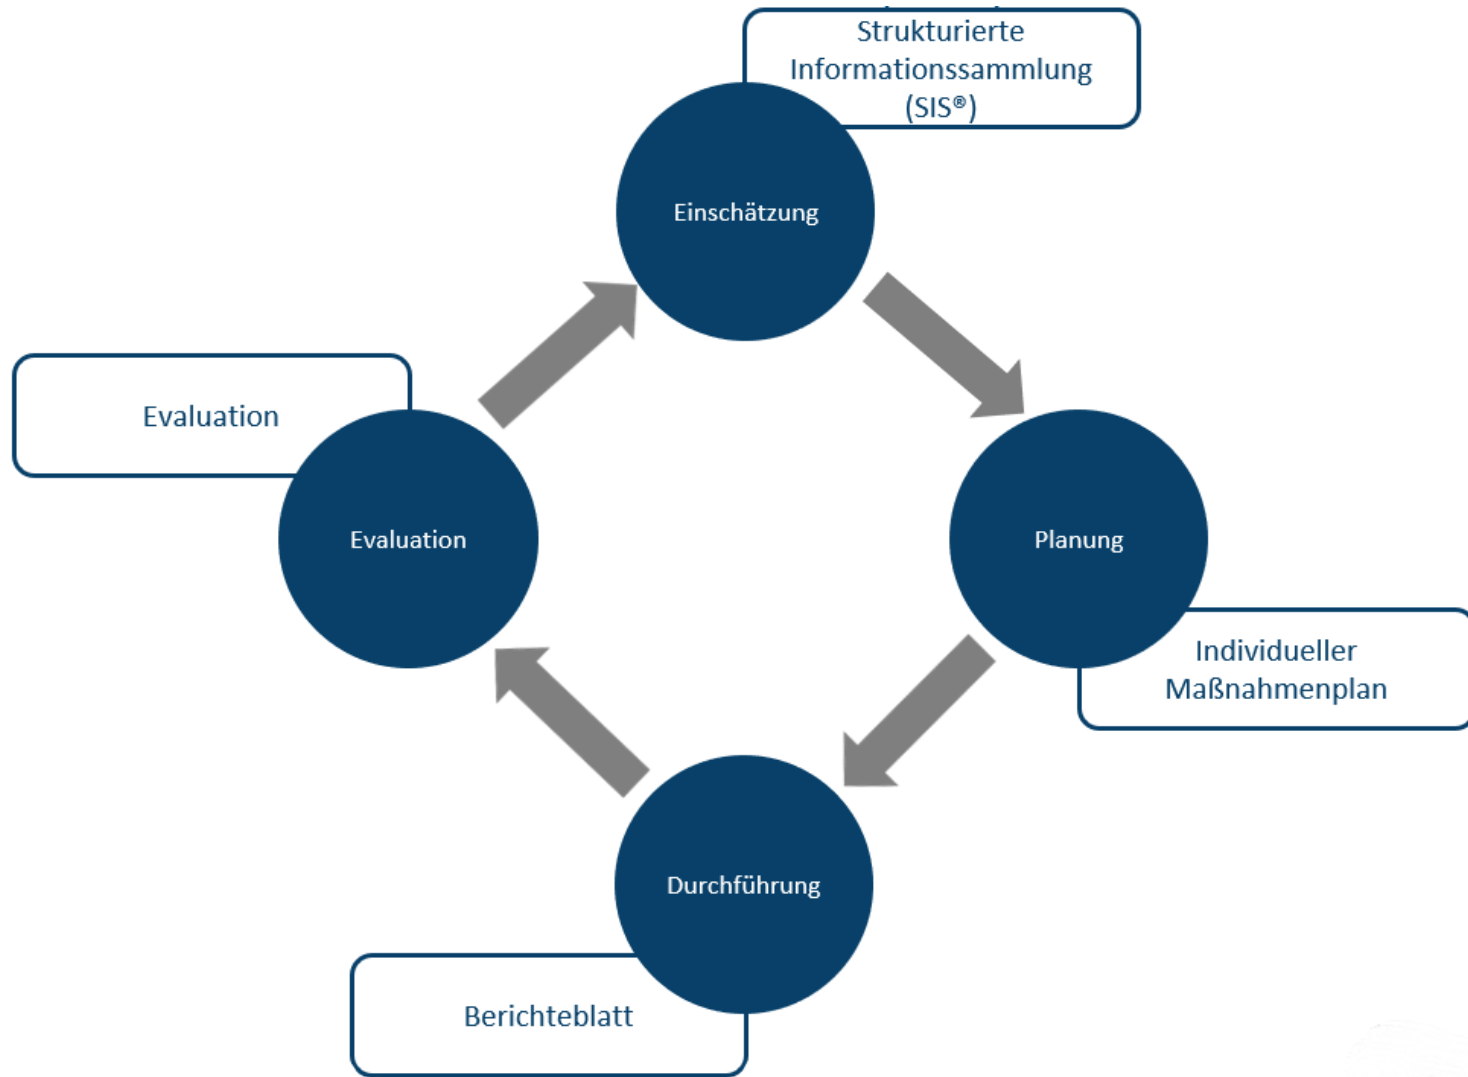 Strukturierte
Informationssammlung
(SIS®)
Einschätzung
Evaluation
Evaluation
Planung
Individueller
Maßnahmenplan
Durchführung
Berichteblatt